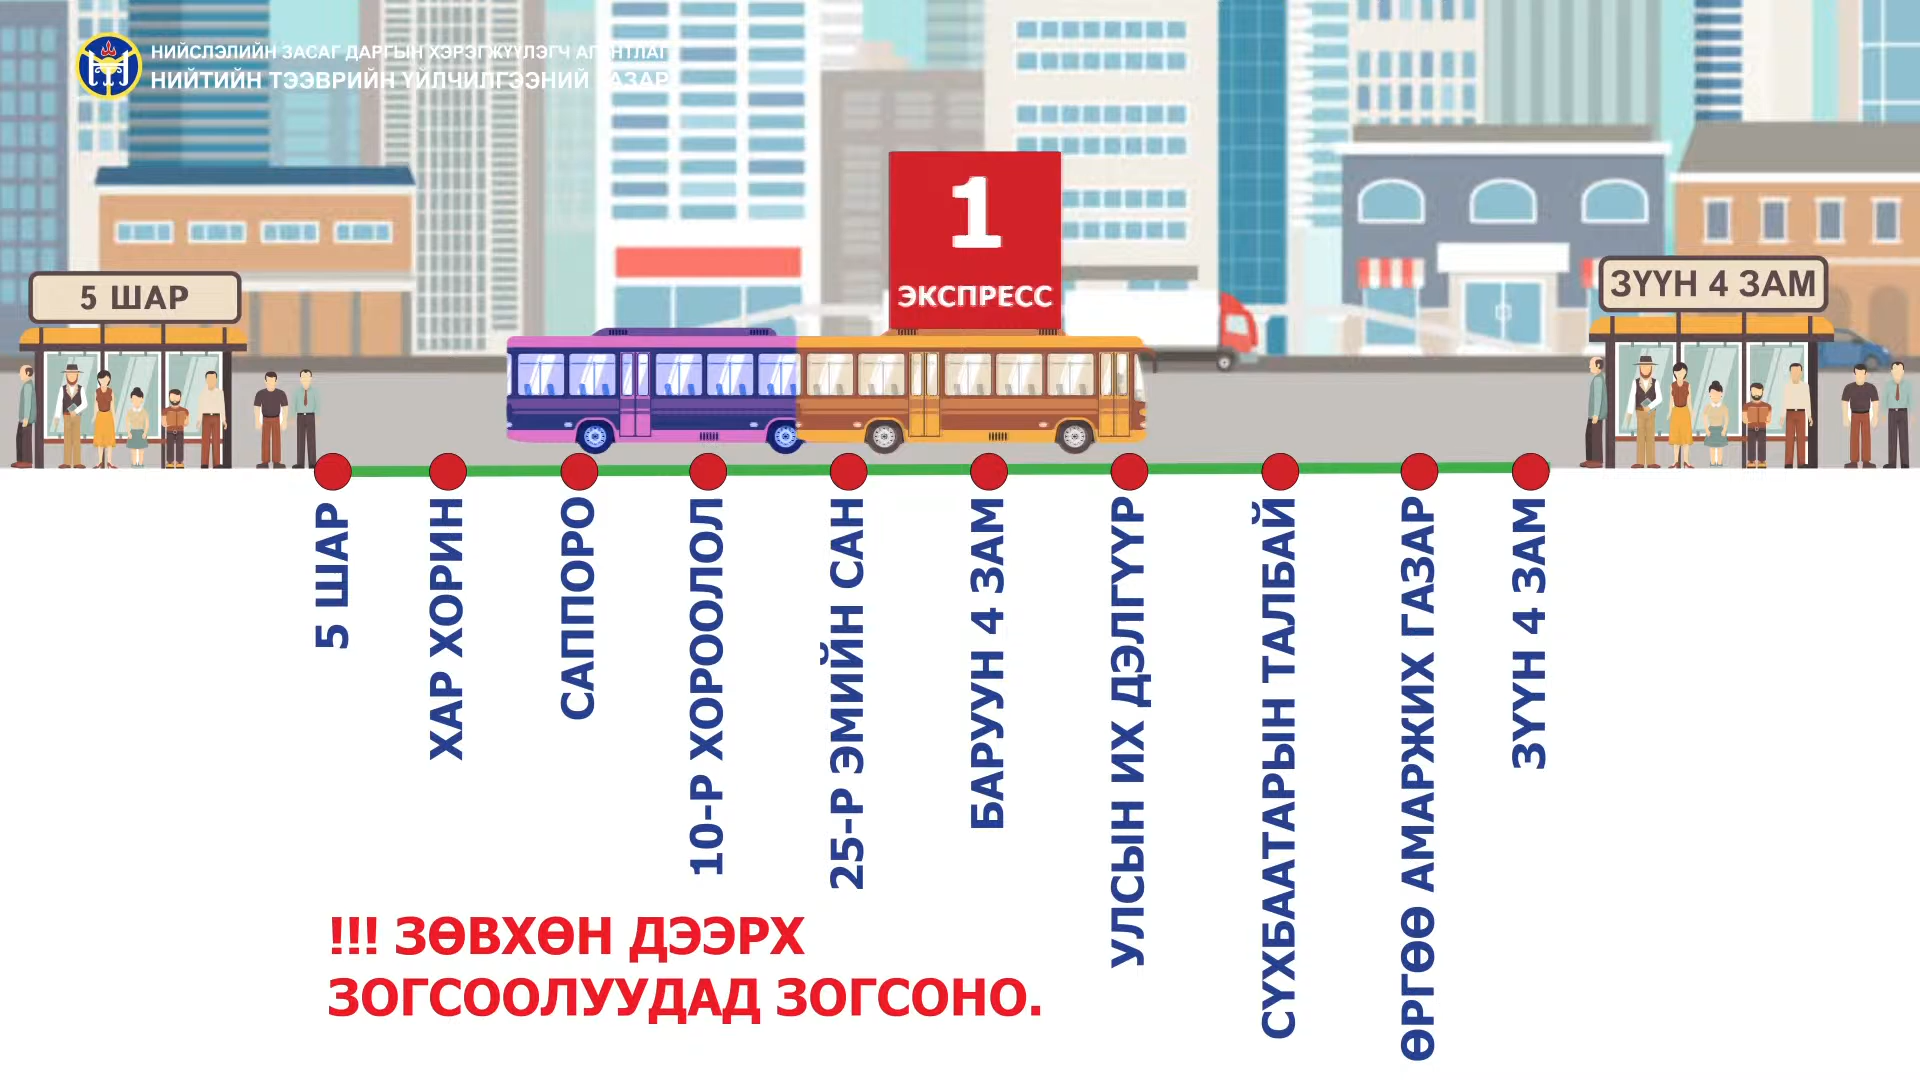 НИЙСЛЭЛИЙН ЗАСАГ ДАРГЫН ХЭРЭГЖҮҮЛЭГЧ АГЕНТЛАГ
НИЙТИЙН ТЭЭВРИЙН ҮЙЛЧИЛГЭЭНИЙ ГАЗАР
1
ЭКСПРЕСС
5 ШАР
ЗҮҮН 4 ЗАМ
5 ШАР
ХАР ХОРИН
САППОРО
10-Р ХОРООЛОЛ
25-Р ЭМИЙН САН
БАРУУН 4 ЗАМ
УЛСЫН ИХ ДЭЛГҮҮР
СҮХБААТАРЫН ТАЛБАЙ
ӨРГӨӨ АМАРЖИХ ГАЗАР
ЗҮҮН 4 ЗАМ
!!! ЗӨВХӨН ДЭЭРХ
ЗОГСООЛУУДАД ЗОГСОНО.